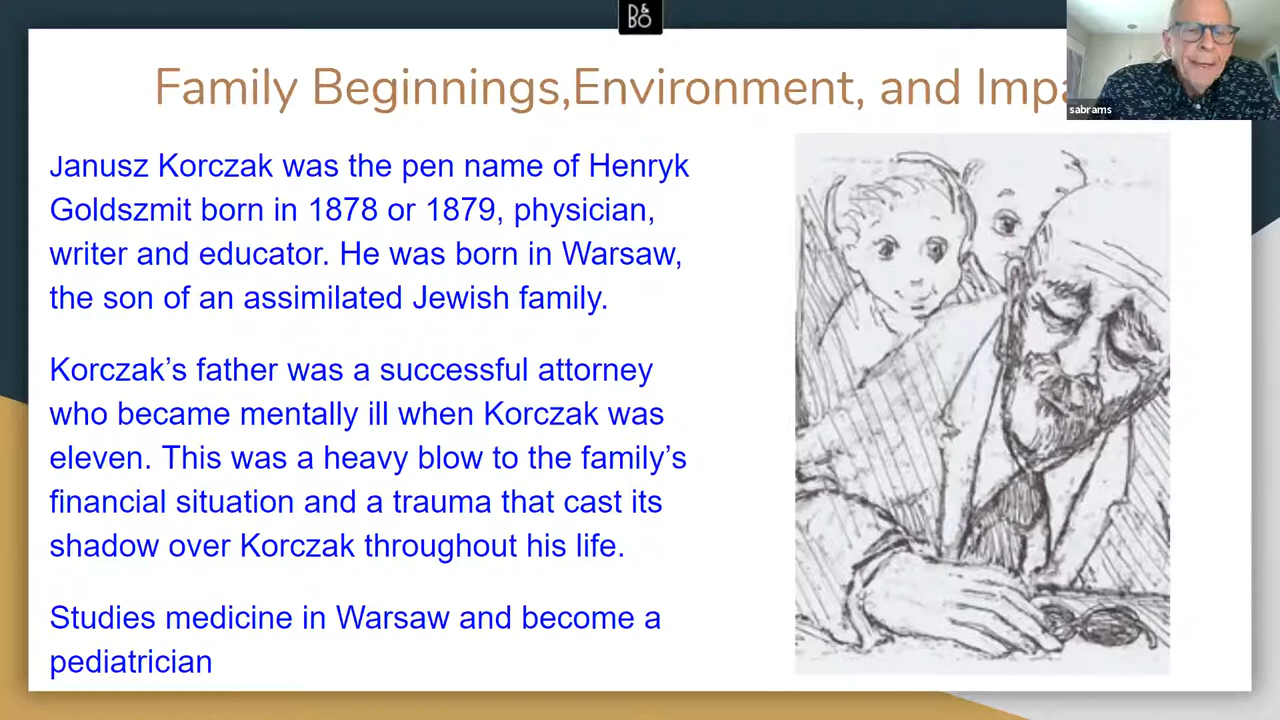 D&
BO
Family Beginnings,Environment, and Impa
sabrams
Janusz Korczak was the pen name of Henryk
Goldszmit born in 1878 or 1879, physician,
writer and educator. He was born in Warsaw,
the son of an assimilated Jewish family.
Korczak’s father was a successful attorney
who became mentally ill when Korczak was
eleven. This was a heavy blow to the family’s
financial situation and a trauma that cast its
shadow over Korczak throughout his life.
Studies medicine in Warsaw and become a
pediatrician